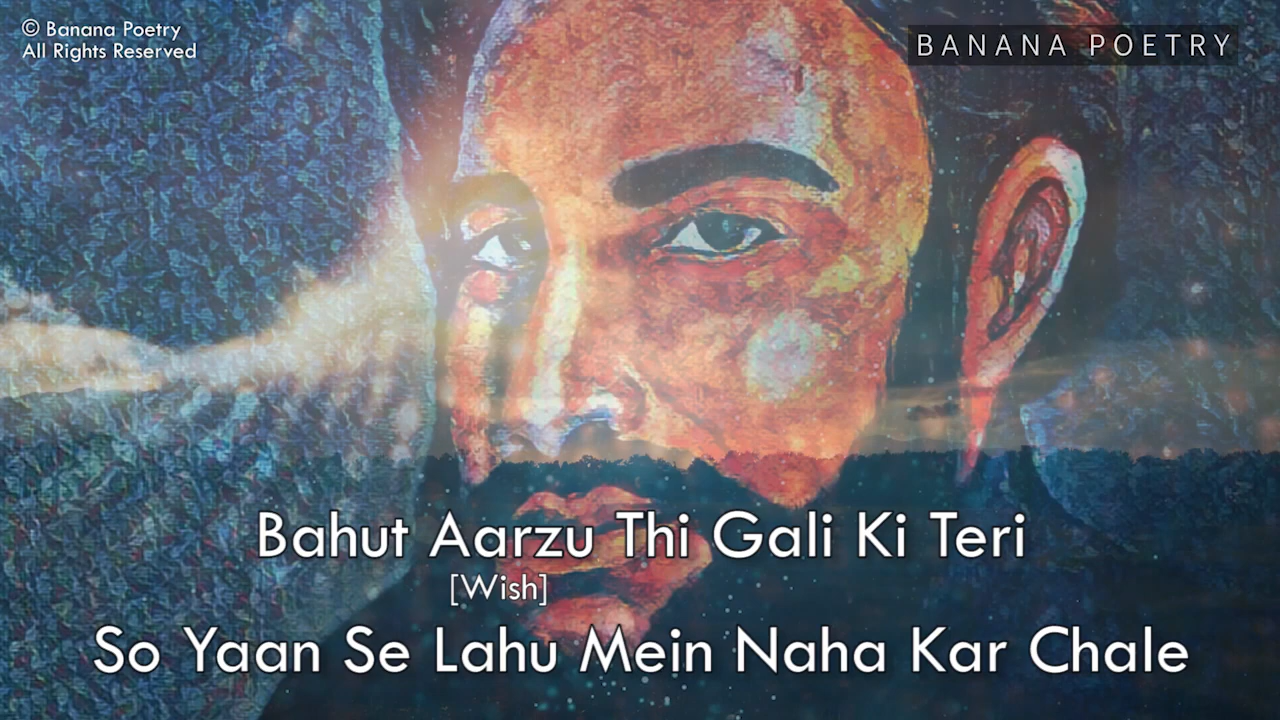 © Banana Poetry
All Rights Reserved
BANANA POETRY
Bahut Aarzu Thi Gali Ki Teri
[Wish]
So Yaan Se Lahu Mein Naha Kar Chale